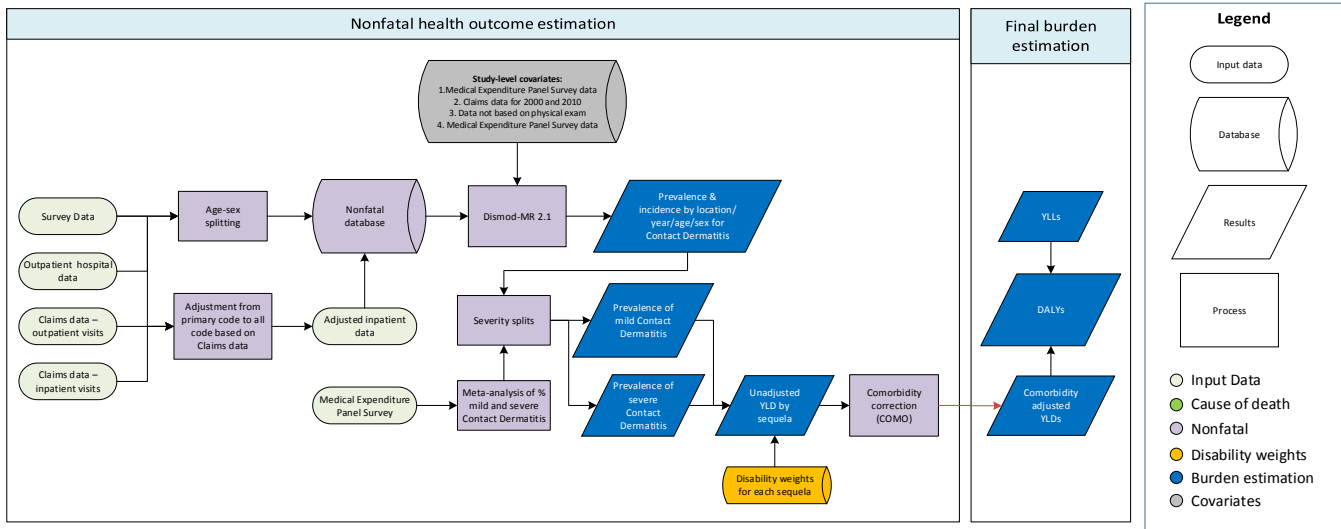 Nonfatal health outcome estimation
Final burden
estimation
Legend
Study-level covariates:
1.Medical Expenditure Panel Survey data
2. Claims data for 2000 and 2010
3. Data not based on physical exam
4. Medical Expenditure Panel Survey data
Survey Data
Age-sex
splitting
Nonfatal
database
Dismod-MR 2.1
Prevalence &
incidence by location/
year/age/sex for
Contact Dermatitis
Outpatient hospital
data
Claims data –
outpatient visits
Claims data –
inpatient visits
Adjustment from
primary code to all
code based on
Claims data
Adjusted inpatient
data
Severity splits
Prevalence of
mild Contact
Dermatitis
Medical Expenditure
Panel Survey
Meta-analysis of %
mild and severe
Contact Dermatitis
Prevalence of
severe
Contact
Dermatitis
Unadjusted
YLD by
sequela
Comorbidity
correction
(COMO)
Disability weights
for each sequela
YLLs
DALYs
Comorbidity
adjusted
YLDs
Input data
Database
Results
Process
Input Data
Cause of death
Nonfatal
Disability weights
Burden estimation
Covariates